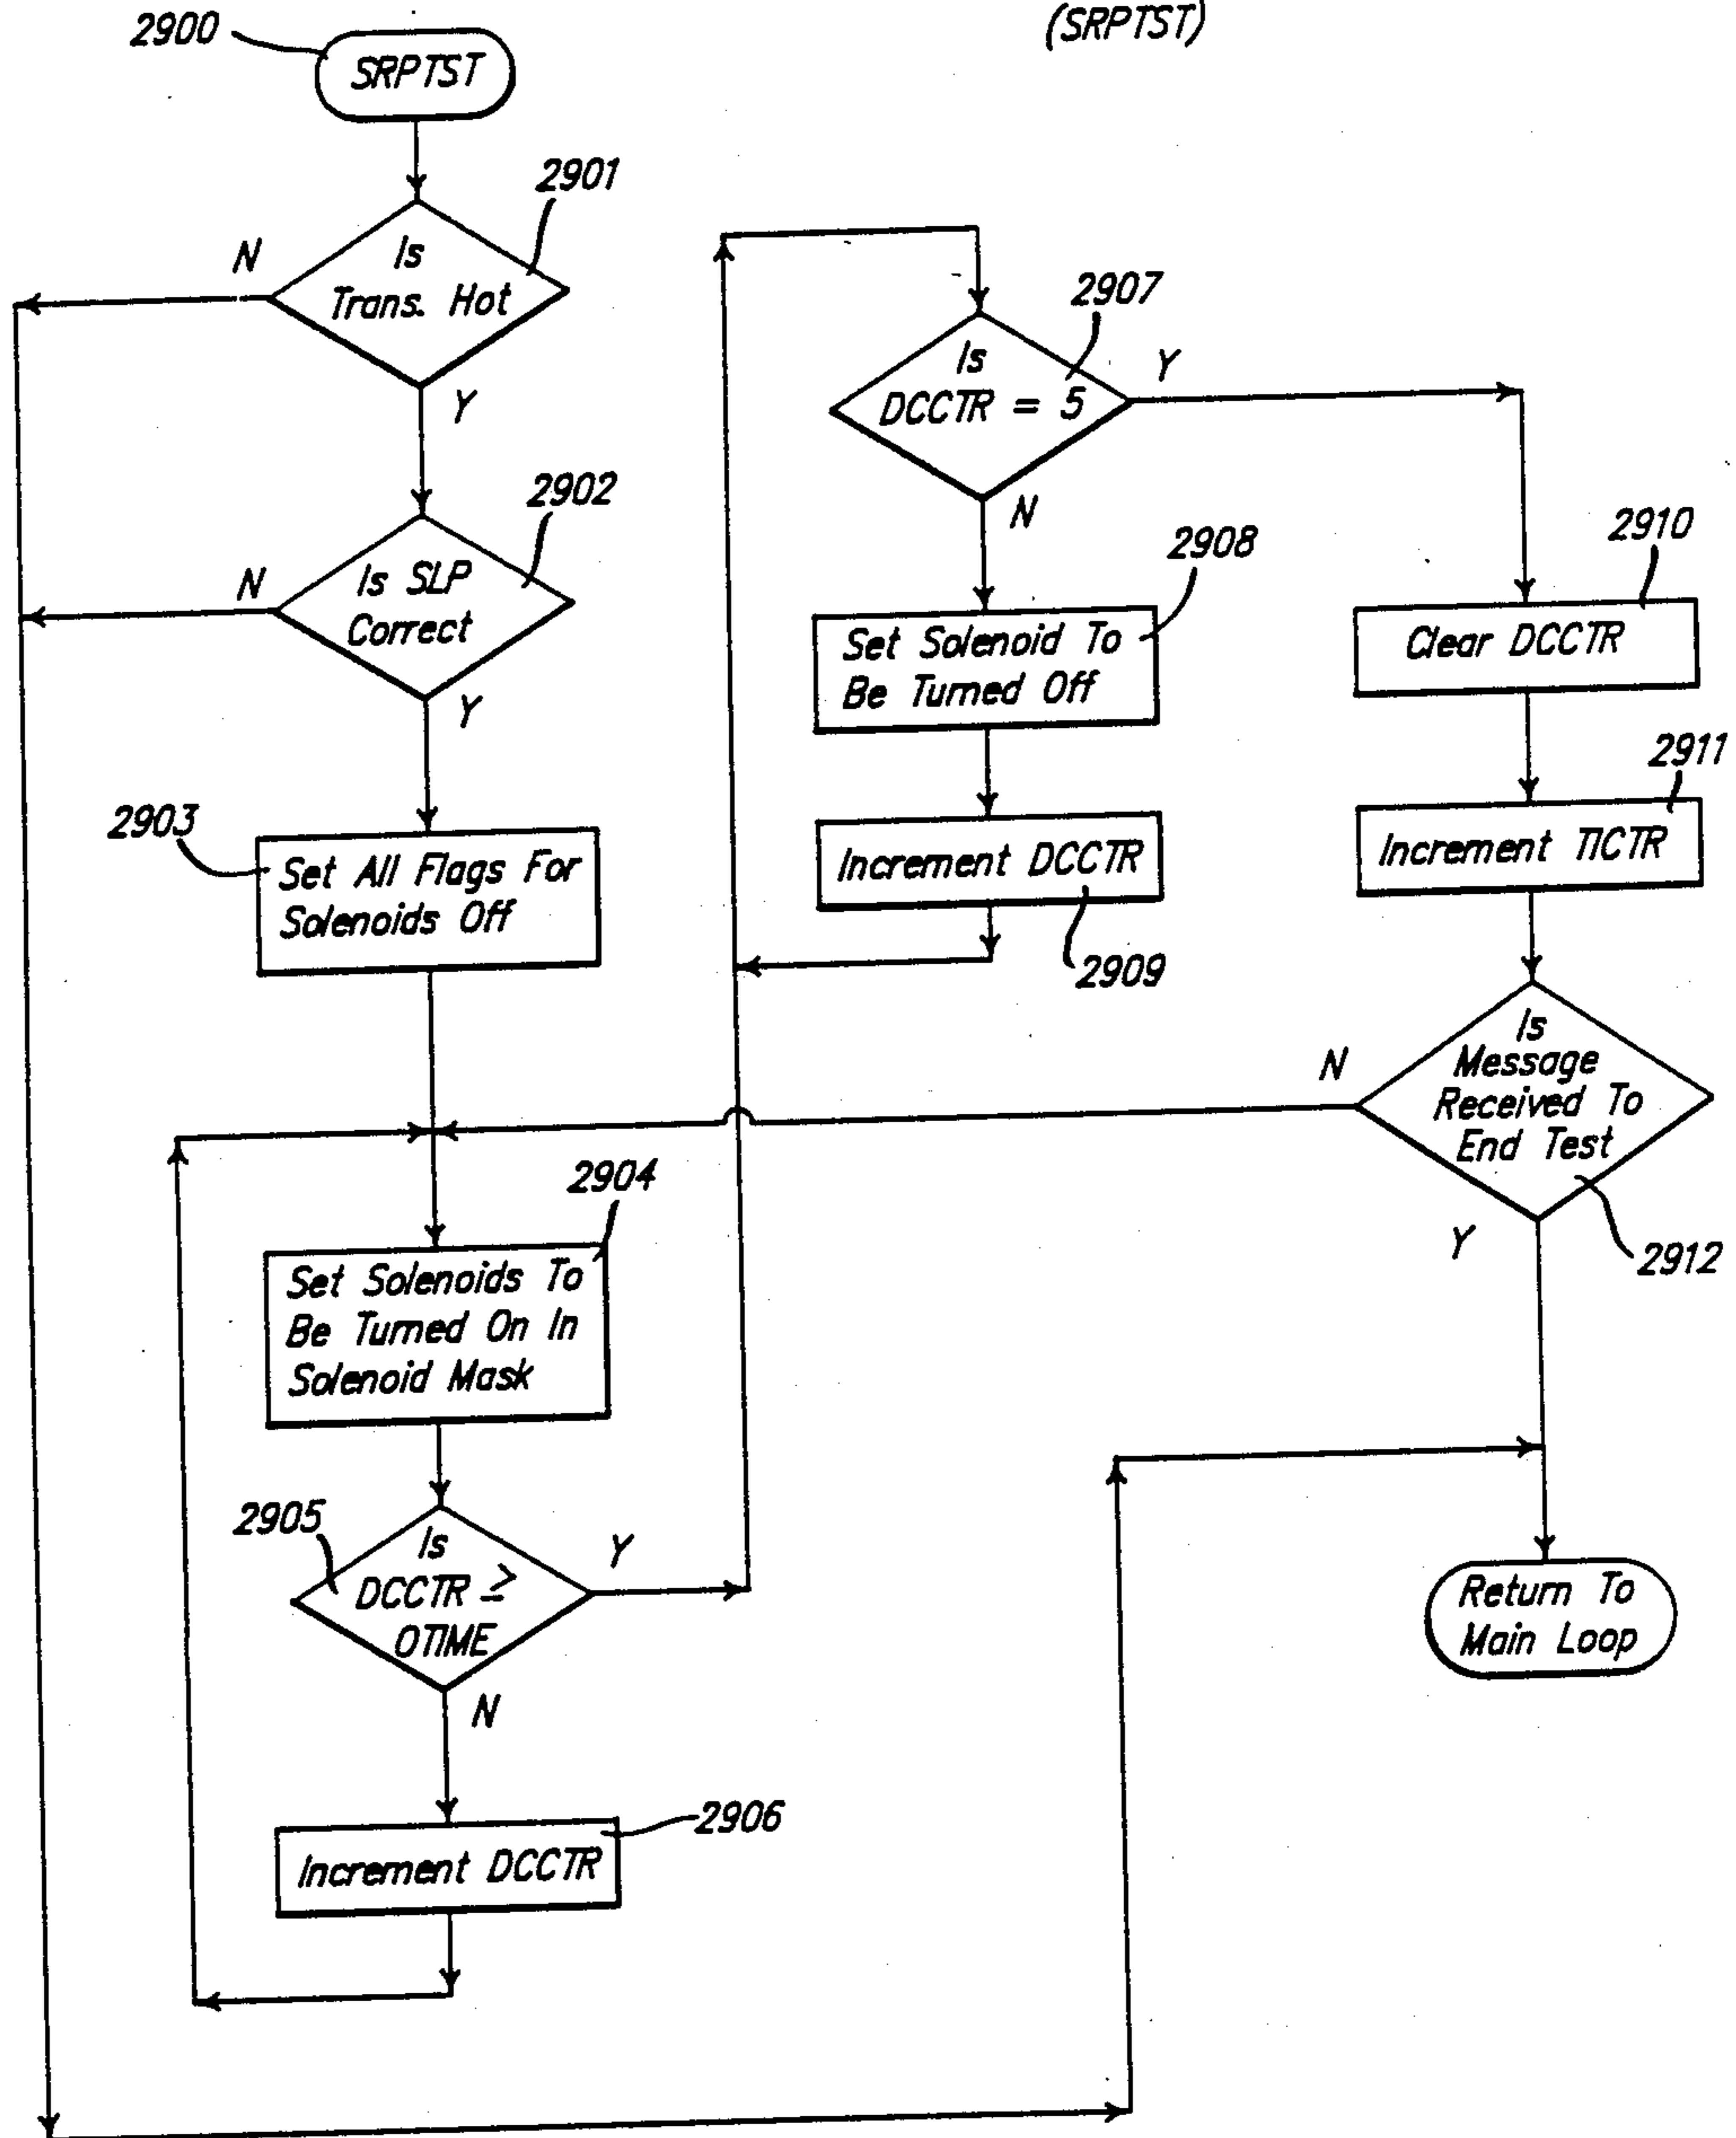 (SRPTST)
2900
SRPTST
2901
Is
Trans. Hot
N
Y
2902
Is SLP
Correct
N
Y
2903
Set All Flags For
Solenoids Off
2904
Set Solenoids To
Be Turned On In
Solenoid Mask
2905
Is
DCCTR ≥
OTIME
Y
N
2906
Increment DCCTR
2907
Is
DCCTR = 5
Y
N
2908
Set Solenoid To
Be Turned Off
Increment DCCTR
2909
2910
Clear DCCTR
2911
Increment TICTR
Is
Message
Received To
End Test
N
Y
2912
Return To
Main Loop